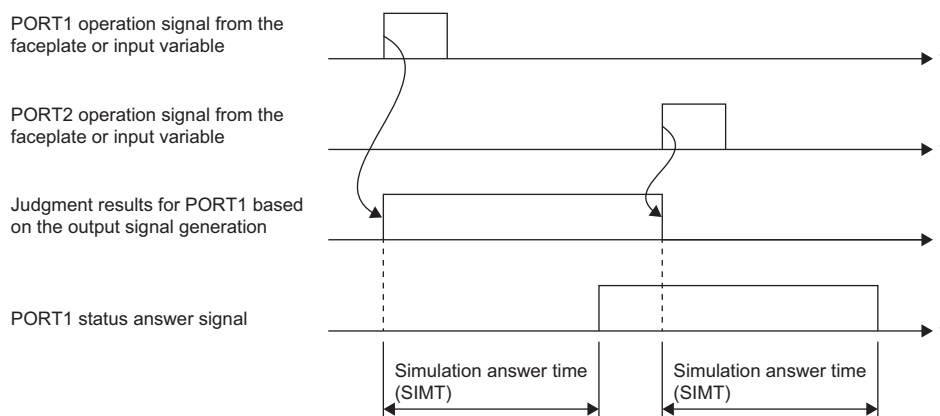 PORT1 operation signal from the
faceplate or input variable
PORT2 operation signal from the
faceplate or input variable
Judgment results for PORT1 based
on the output signal generation
PORT1 status answer signal
Simulation answer time
(SIMT)
Simulation answer time
(SIMT)